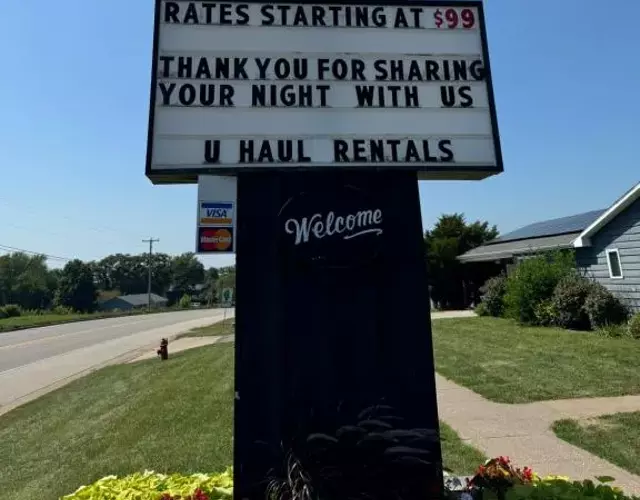 RATES STARTING AT $99
THANK YOU FOR SHARING
YOUR NIGHT WITH US
U HAUL RENTALS
VISA
MasterCard
Welcome